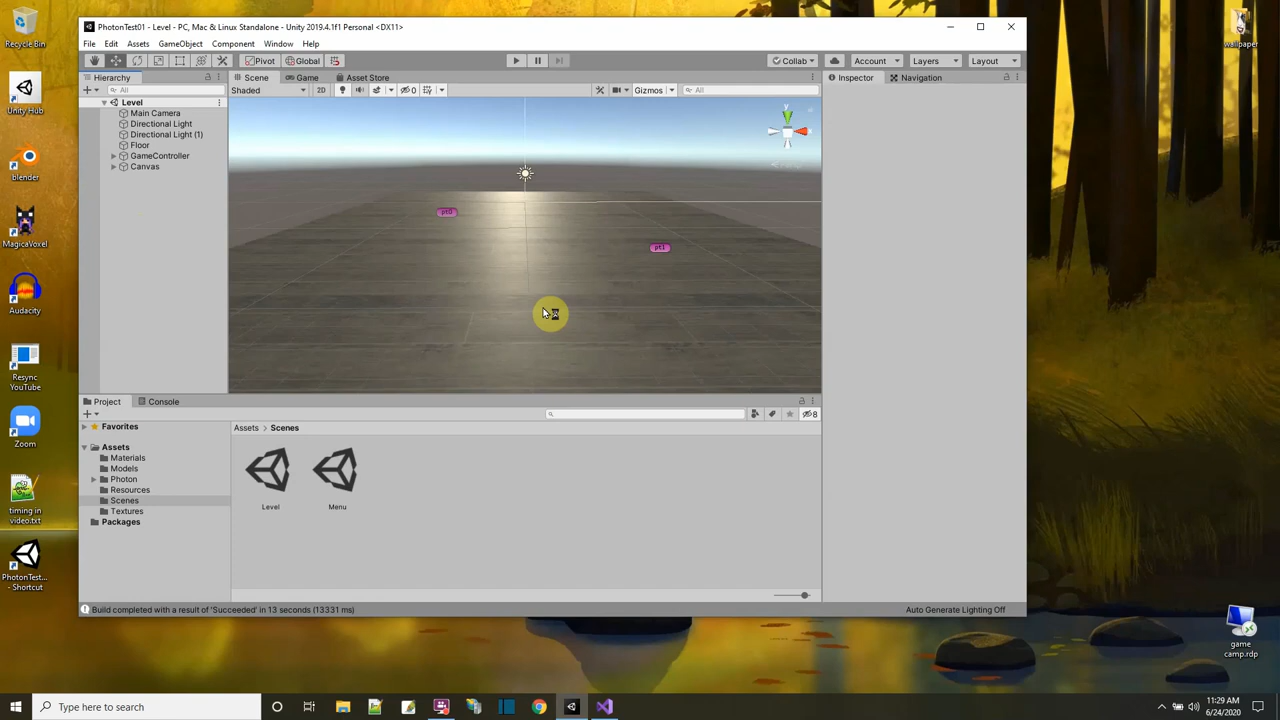 Recycle Bin
Unity Hub
blender
MagicaVoxel
Audacity
Resync
YouTube
Zoom
timing in
video.txt
PhotonTest...
- Shortcut
wallpaper
game
camp.rdp
PhotonTest01 - Level - PC, Mac & Linux Standalone - Unity 2019.4.1f1 Personal <DX11>
File Edit Assets GameObject Component Window Help
Pivot Global Collab Account Layers Layout
Hierarchy
All
Level
Main Camera
Directional Light
Directional Light (1)
Floor
GameController
Canvas
Scene Game Asset Store
Shaded 2D 0 Gizmos All
y
x
pt0
pt1
Inspector Navigation
Project Console
8
Favorites
Assets
Materials
Models
Photon
Resources
Scenes
Textures
Packages
Assets > Scenes
Level Menu
Build completed with a result of 'Succeeded' in 13 seconds (13331 ms)
Auto Generate Lighting Off
Type here to search
11:29 AM
6/24/2020